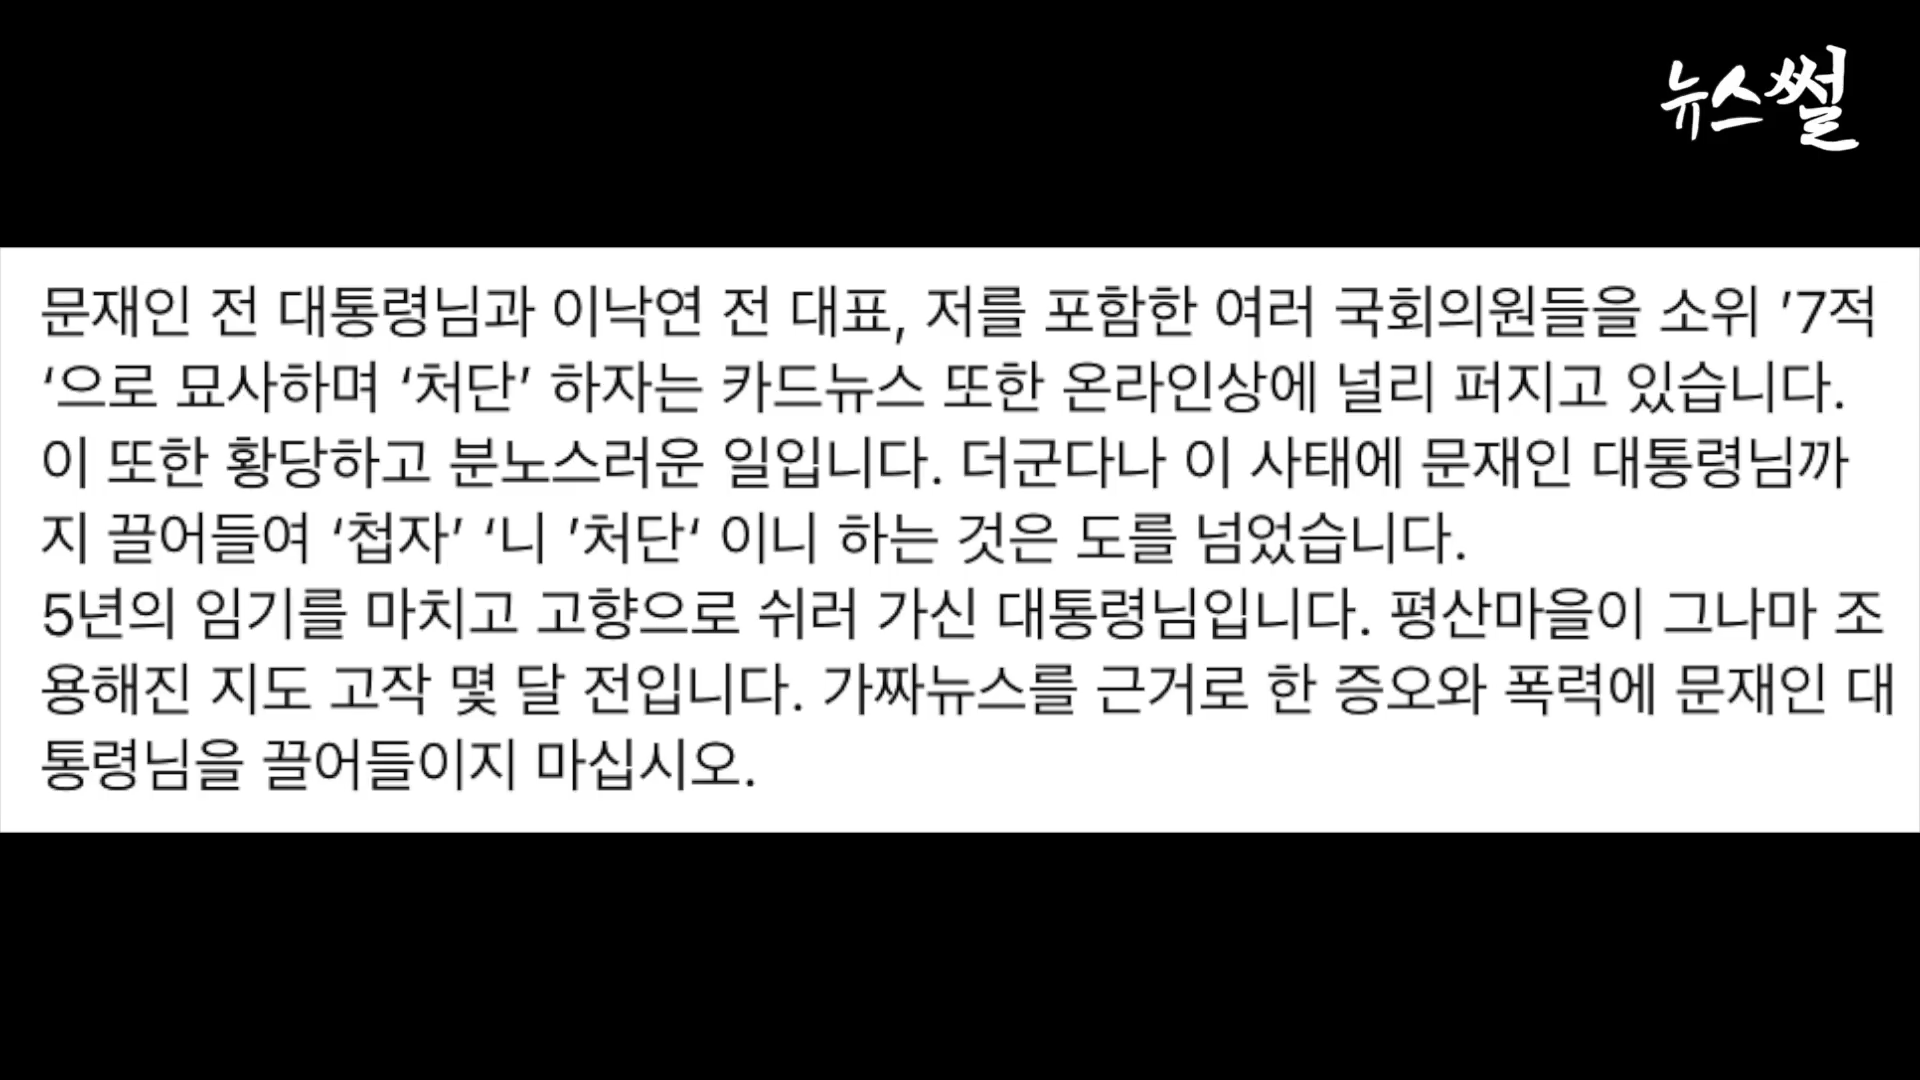 뉴스썰
문재인 전 대통령님과 이낙연 전 대표, 저를 포함한 여러 국회의원들을 소위 ’7적
‘으로 묘사하며 ‘처단’ 하자는 카드뉴스 또한 온라인상에 널리 퍼지고 있습니다.
이 또한 황당하고 분노스러운 일입니다. 더군다나 이 사태에 문재인 대통령님까
지 끌어들여 ‘첩자’ ‘니 ’처단‘ 이니 하는 것은 도를 넘었습니다.
5년의 임기를 마치고 고향으로 쉬러 가신 대통령님입니다. 평산마을이 그나마 조
용해진 지도 고작 몇 달 전입니다. 가짜뉴스를 근거로 한 증오와 폭력에 문재인 대
통령님을 끌어들이지 마십시오.